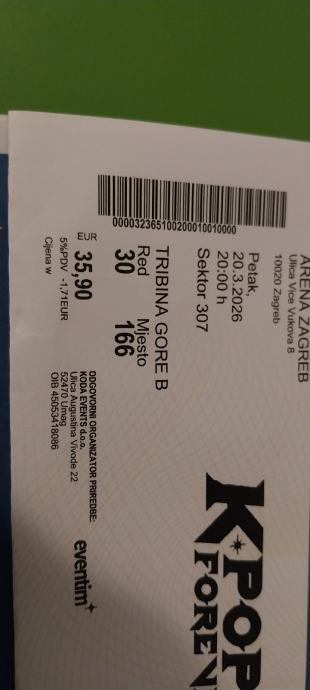 ARENA ZAGREB
Ulica Vice Vukova 8
10020 Zagreb
Petak,
20.3.2026
20:00 h
Sektor 307
TRIBINA GORE B
Red Mjesto
30 166
EUR 35,90
5%PDV -1,71EUR
Cijena w
0000323651002000100100000
K*POP
FOREV
ODGOVORNI ORGANIZATOR PRIREDBE:
KODA EVENTS d.o.o.
Ulica Augustina Vivode 22
52470 Umag
OIB 45053418086
eventim